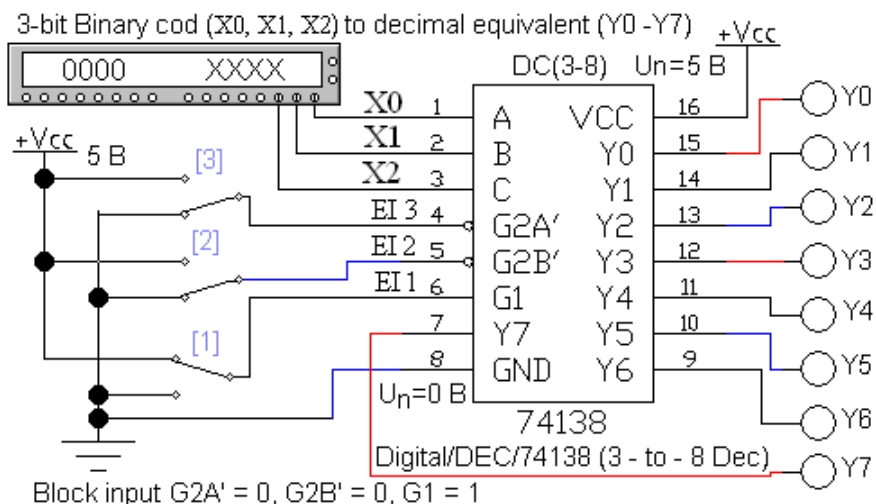 3-bit Binary cod (X0, X1, X2) to decimal equivalent (Y0 -Y7)
+Vcc
0000 XXXX
DC(3-8) Uп=5 В
X0 1 A VCC 16 Y0
+Vcc
5 В
X1 2 B Y0 15 Y1
[3]
X2 3 C Y1 14 Y2
EI 3 4 G2A' Y2 13
[2]
EI 2 5 G2B' Y3 12 Y3
EI 1 6 G1 Y4 11 Y4
[1]
7 Y7 Y5 10 Y5
8 GND Y6 9
Uп=0 В
74138
Y6
Digital/DEC/74138 (3 - to - 8 Dec)
Y7
Block input G2A' = 0, G2B' = 0, G1 = 1